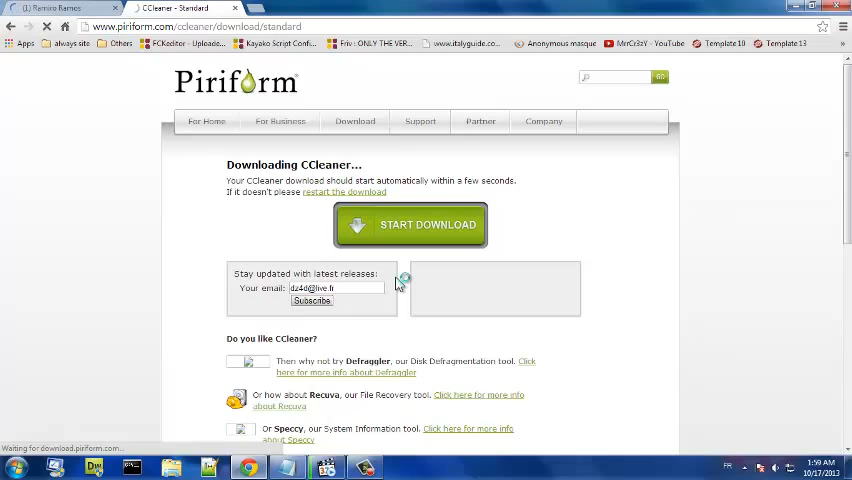 (1) Ramiro Ramos
CCleaner - Standard
www.piriform.com/ccleaner/download/standard
Apps
always site
Others
FCKeditor - Uploade...
Kayako Script Config...
Friv : ONLY THE VER...
www.italyguide.com...
Anonymous masque
MrrCr3zY - YouTube
Template10
Template 13
Piriform
GO
For Home
For Business
Download
Support
Partner
Company
Downloading CCleaner...
Your CCleaner download should start automatically within a few seconds.
If it doesn't please restart the download
START DOWNLOAD
Stay updated with latest releases:
Your email: dz4d@live.fr
Subscribe
Do you like CCleaner?
Then why not try Defraggler, our Disk Defragmentation tool. Click
here for more info about Defraggler
Or how about Recuva, our File Recovery tool. Click here for more info
about Recuva
Or Speccy, our System Information tool. Click here for more info
about Speccy
Waiting for download.piriform.com...
FR
1:59 AM
10/17/2013